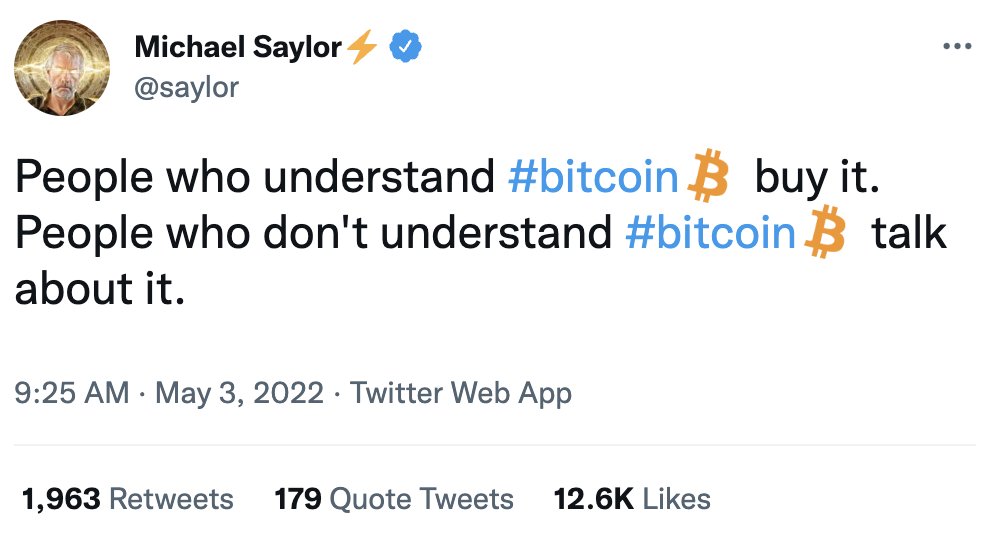 Michael Saylor⚡
@saylor
People who understand #bitcoin₿ buy it.
People who don't understand #bitcoin₿ talk
about it.
9:25 AM · May 3, 2022 · Twitter Web App
1,963 Retweets 179 Quote Tweets 12.6K Likes